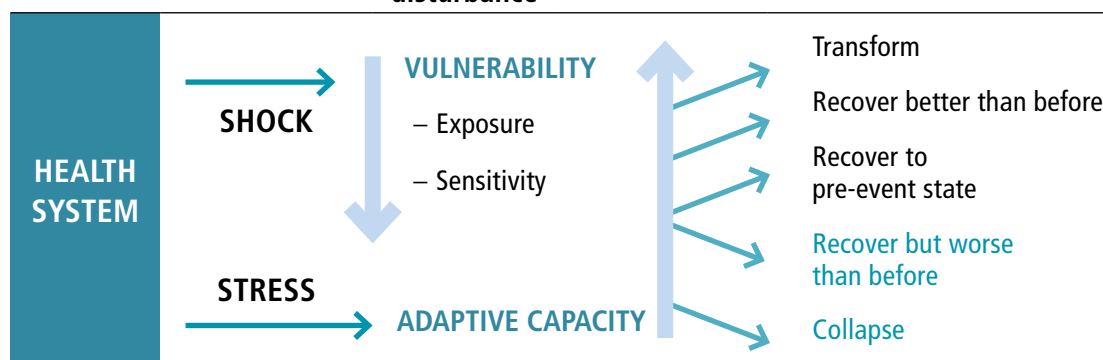 disturbance
HEALTH
SYSTEM
SHOCK
STRESS
VULNERABILITY
– Exposure
– Sensitivity
ADAPTIVE CAPACITY
Transform
Recover better than before
Recover to
pre-event state
Recover but worse
than before
Collapse